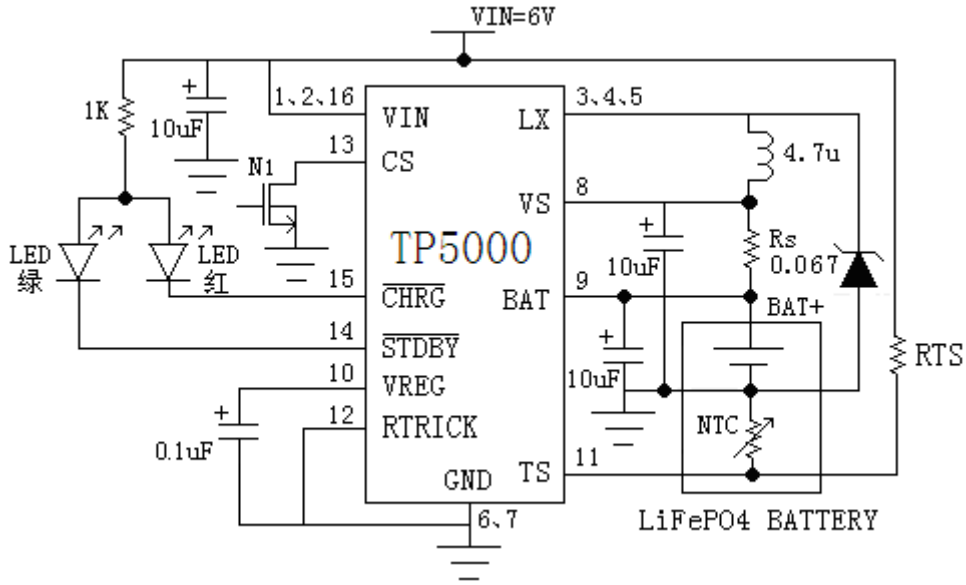 VIN=6V
1K
10uF
1、2、16
VIN
LX
3、4、5
13
CS
N1
4.7u
VS
8
TP5000
LED
绿
LED
红
10uF
Rs
0.067
15
CHRG
BAT
9
BAT+
14
STDBY
10uF
RTS
10
VREG
12
RTRICK
NTC
0.1uF
TS
11
GND
6、7
LiFePO4 BATTERY